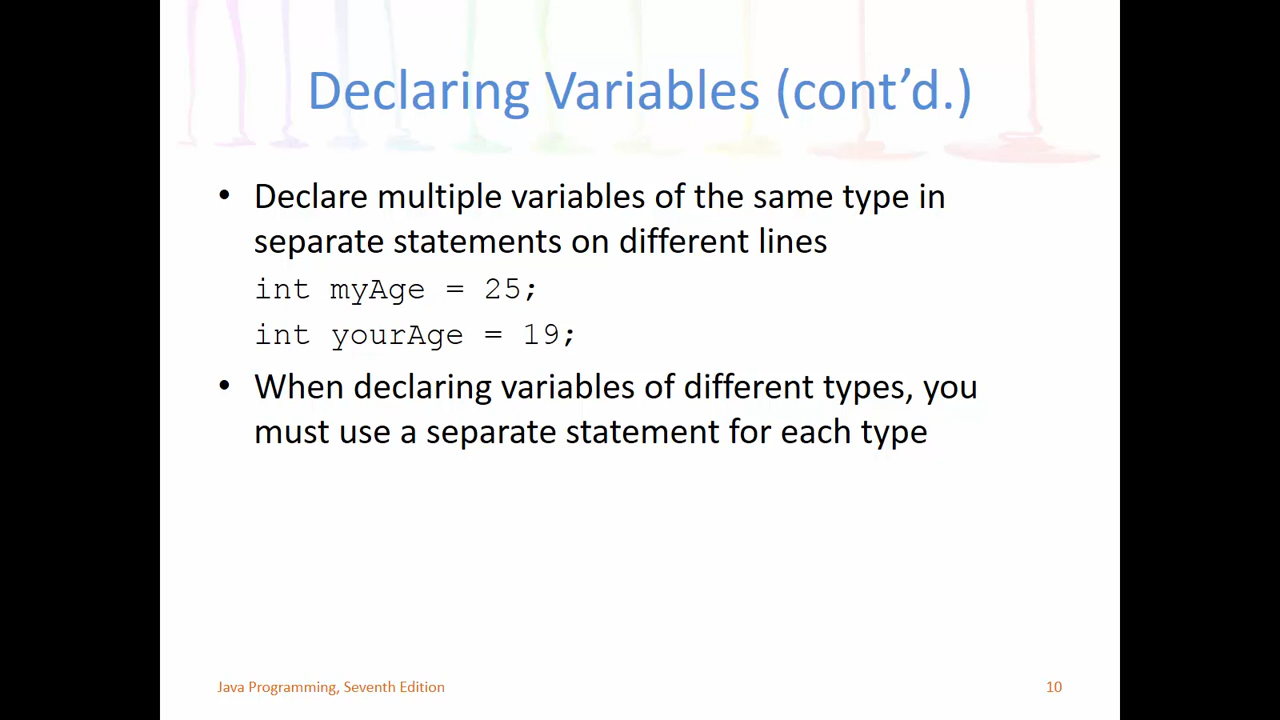 Declaring Variables (cont’d.)
• Declare multiple variables of the same type in
separate statements on different lines
int myAge = 25;
int yourAge = 19;
• When declaring variables of different types, you
must use a separate statement for each type
Java Programming, Seventh Edition
10